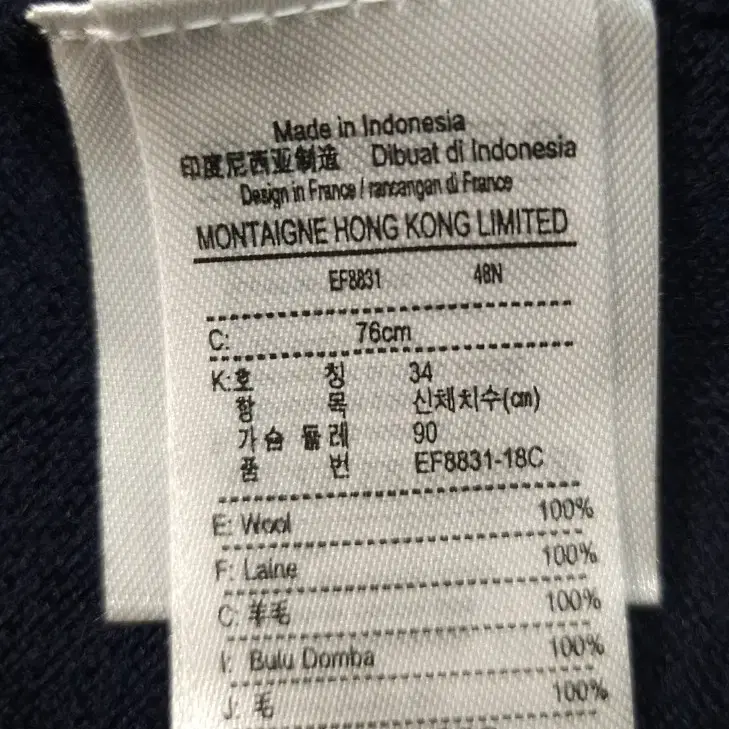 Made in Indonesia
印度尼西亚制造 Dibuat di Indonesia
Design in France / rancangan di France
MONTAIGNE HONG KONG LIMITED
EF8831 48N
C: 76cm
K:호 칭 34
항 목 신체치수(cm)
가슴둘레 90
품 번 EF8831-18C
E: Wool 100%
F: Laine 100%
C: 羊毛 100%
I: Bulu Domba 100%
J: 毛 100%